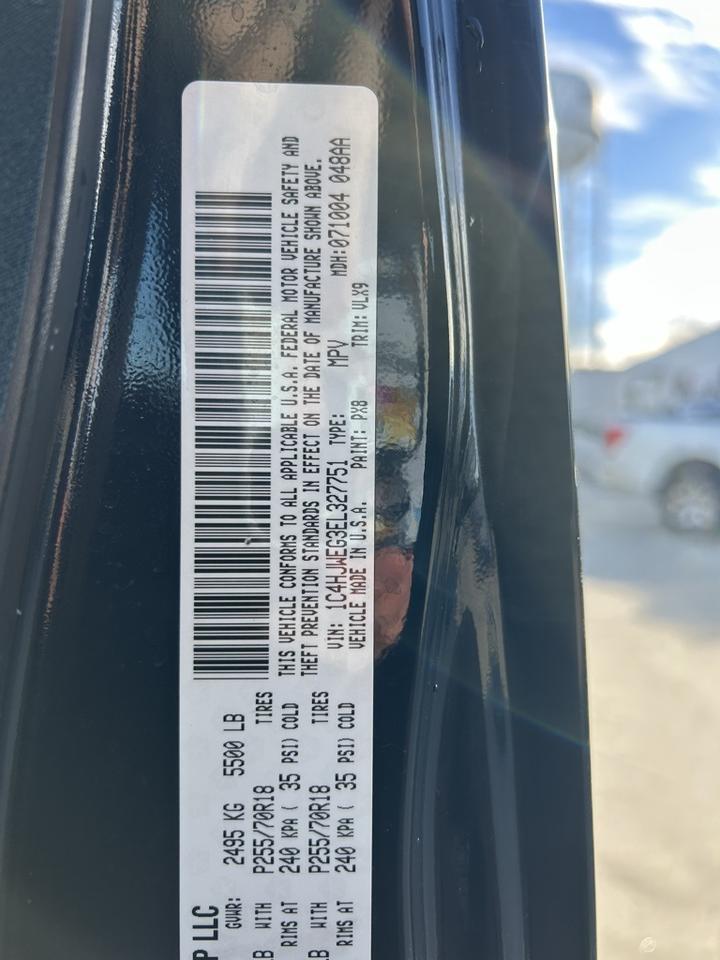 P LLC
GVWR: 2495 KG 5500 LB
LB WITH P255/70R18 TIRES
RIMS AT 240 KPA ( 35 PSI) COLD
LB WITH P255/70R18 TIRES
RIMS AT 240 KPA ( 35 PSI) COLD
THIS VEHICLE CONFORMS TO ALL APPLICABLE U.S.A. FEDERAL MOTOR VEHICLE SAFETY AND
THEFT PREVENTION STANDARDS IN EFFECT ON THE DATE OF MANUFACTURE SHOWN ABOVE.
VIN: 1C4HJWEG3EL327751 TYPE: MPV MDH:071004 048AA
VEHICLE MADE IN U.S.A. PAINT: PX8 TRIM: VLX9